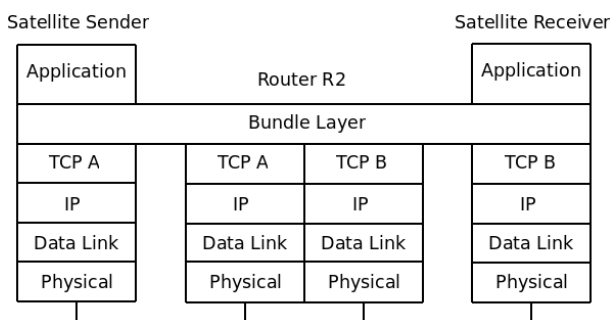 Satellite Sender
Satellite Receiver
Application
Router R2
Application
Bundle Layer
TCP A
TCP A
TCP B
TCP B
IP
IP
IP
IP
Data Link
Data Link
Data Link
Data Link
Physical
Physical
Physical
Physical